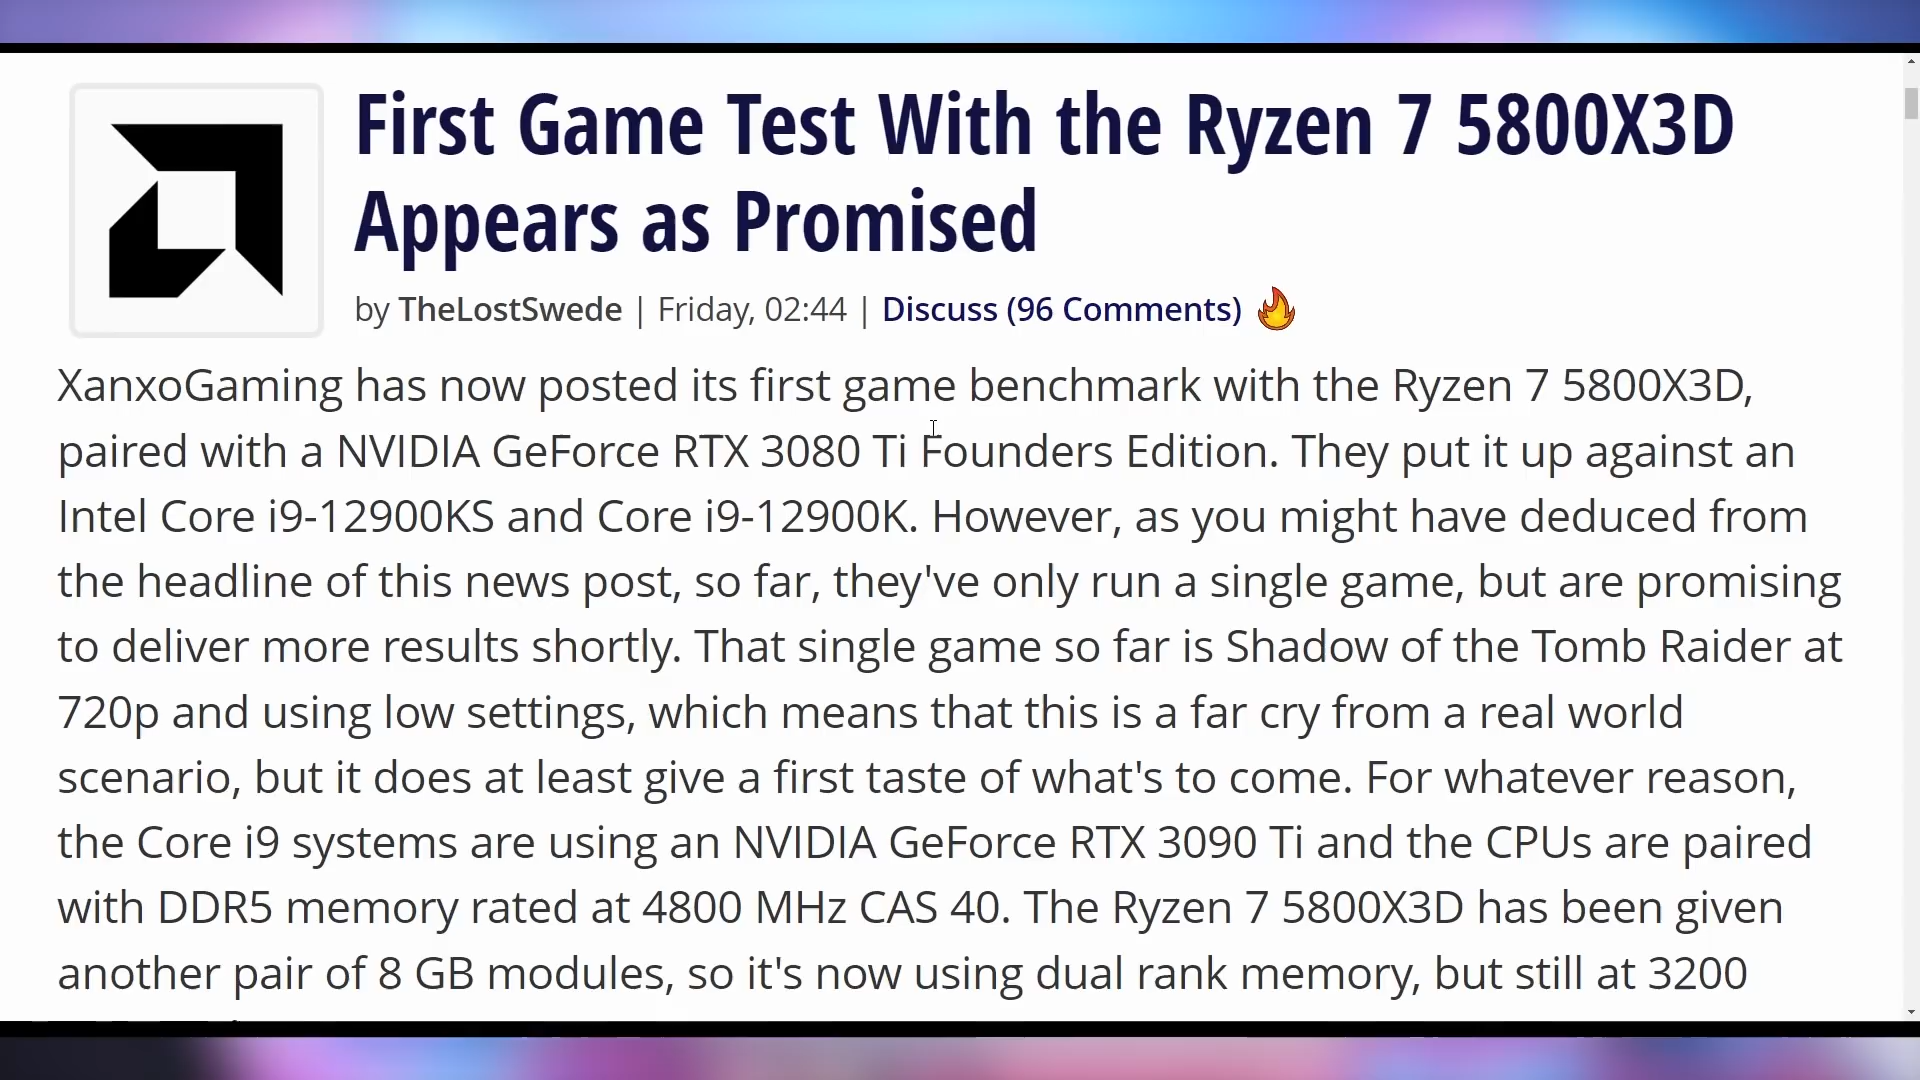 First Game Test With the Ryzen 7 5800X3D
Appears as Promised
by TheLostSwede | Friday, 02:44 | Discuss (96 Comments)
XanxoGaming has now posted its first game benchmark with the Ryzen 7 5800X3D,
paired with a NVIDIA GeForce RTX 3080 Ti Founders Edition. They put it up against an
Intel Core i9-12900KS and Core i9-12900K. However, as you might have deduced from
the headline of this news post, so far, they've only run a single game, but are promising
to deliver more results shortly. That single game so far is Shadow of the Tomb Raider at
720p and using low settings, which means that this is a far cry from a real world
scenario, but it does at least give a first taste of what's to come. For whatever reason,
the Core i9 systems are using an NVIDIA GeForce RTX 3090 Ti and the CPUs are paired
with DDR5 memory rated at 4800 MHz CAS 40. The Ryzen 7 5800X3D has been given
another pair of 8 GB modules, so it's now using dual rank memory, but still at 3200